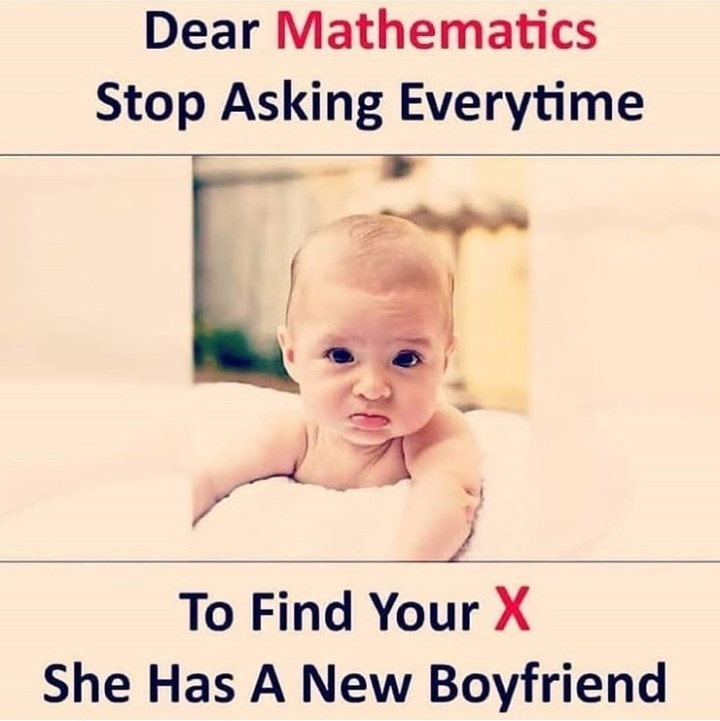 Dear Mathematics
Stop Asking Everytime
To Find Your X
She Has A New Boyfriend